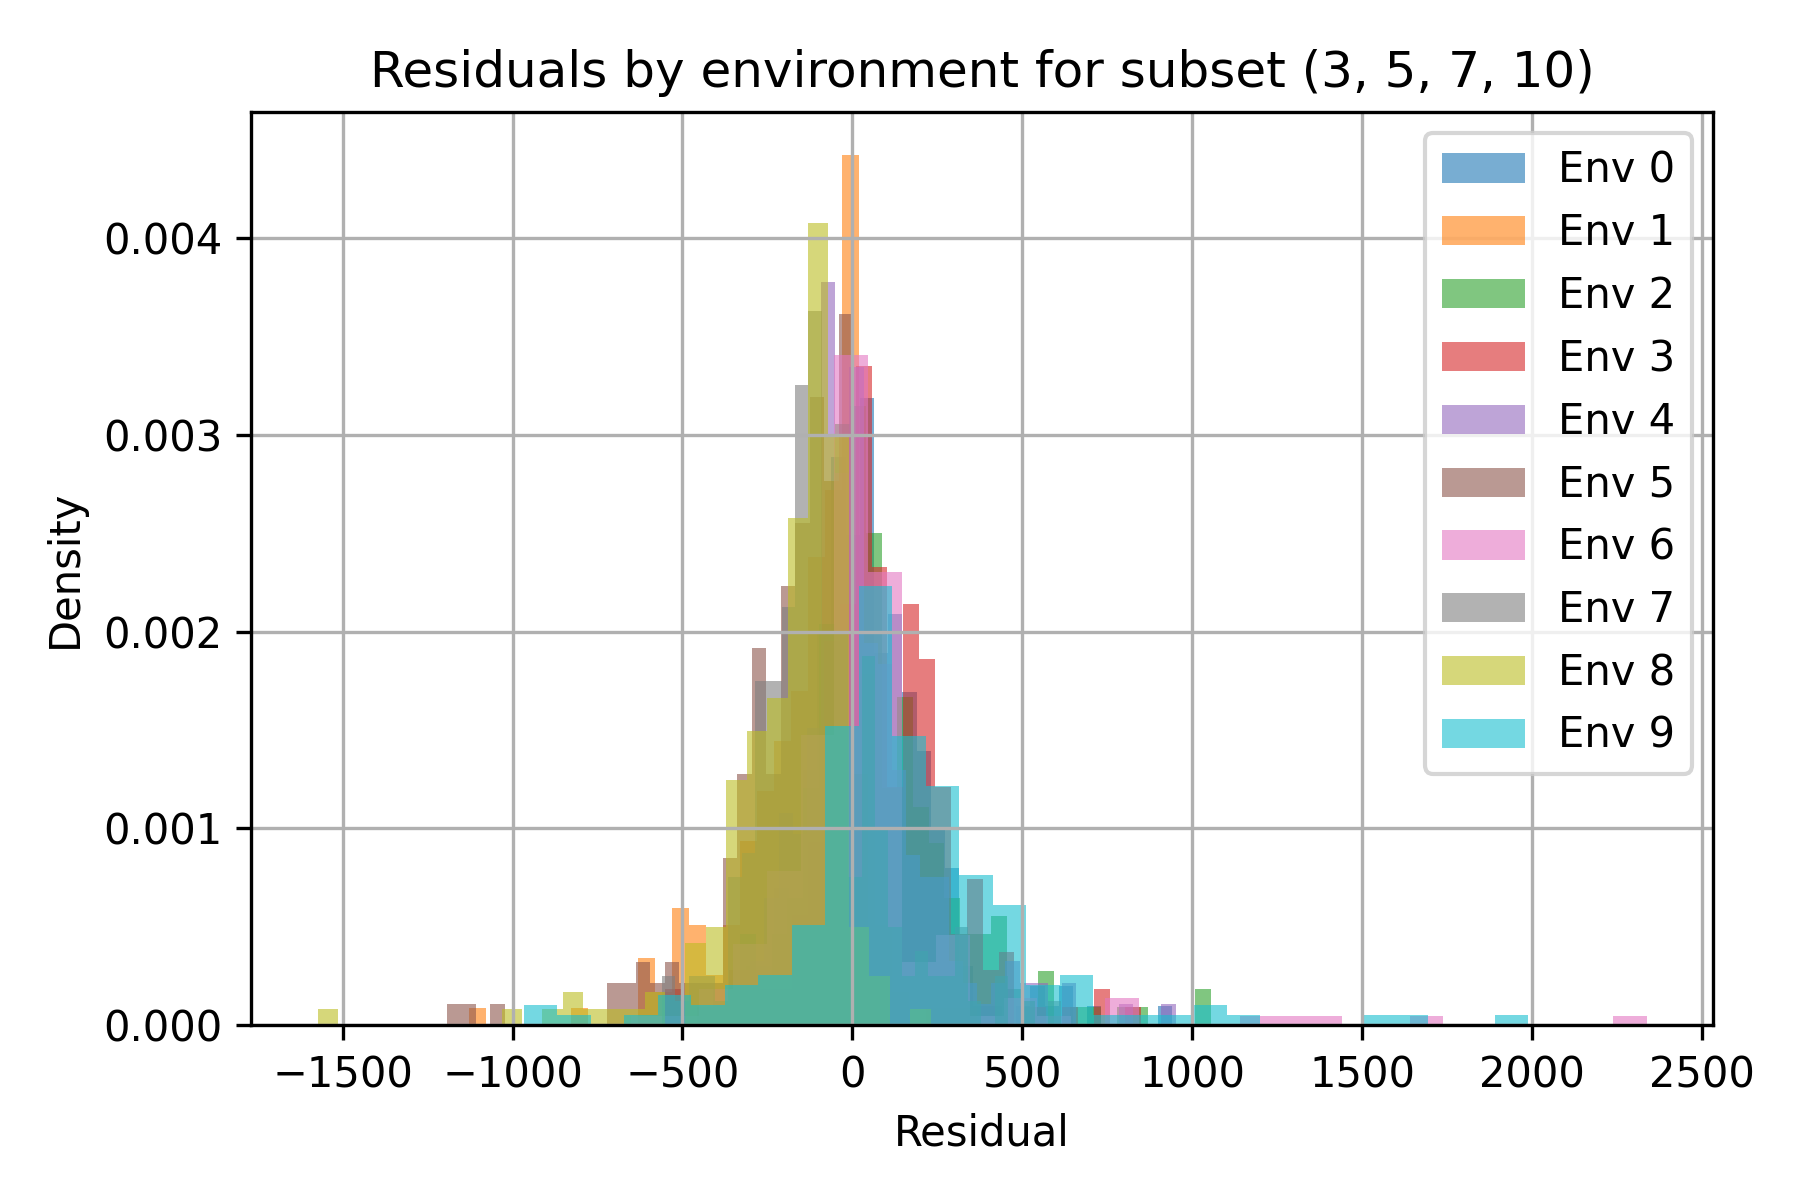 Residuals by environment for subset (3, 5, 7, 10)
Density
0.004
0.003
0.002
0.001
0.000
−1500
−1000
−500
0
500
1000
1500
2000
2500
Residual
Env 0
Env 1
Env 2
Env 3
Env 4
Env 5
Env 6
Env 7
Env 8
Env 9